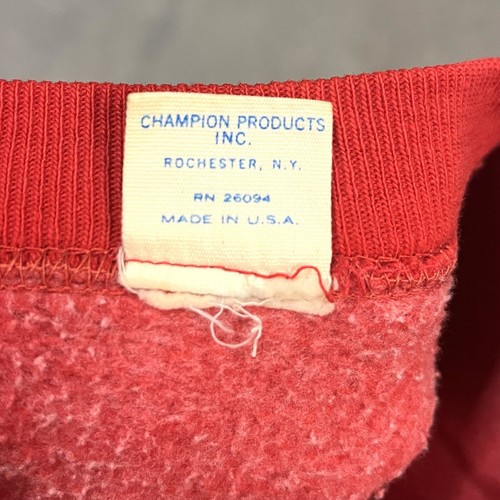 CHAMPION PRODUCTS
INC.
ROCHESTER, N.Y.
RN 26094
MADE IN U.S.A.